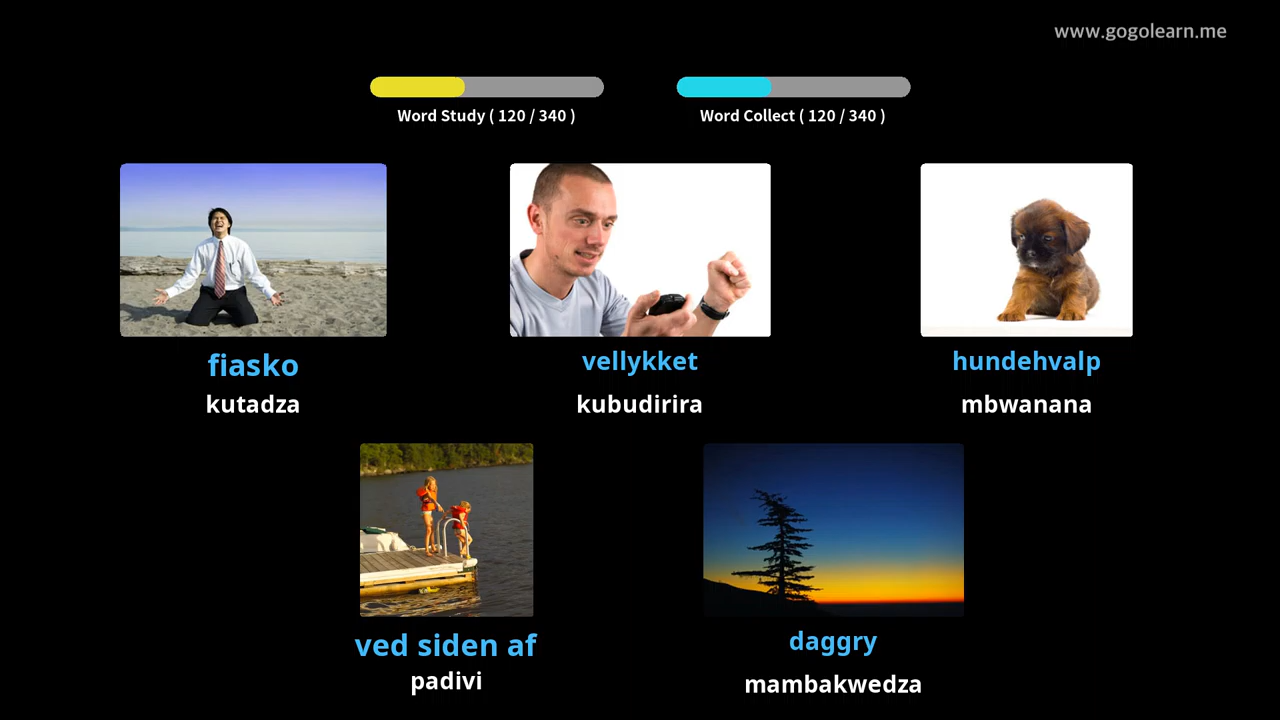 www.gogolearn.me
Word Study ( 120 / 340 )
Word Collect ( 120 / 340 )
fiasko
kutadza
vellykket
kubudirira
hundehvalp
mbwanana
ved siden af
padivi
daggry
mambakwedza